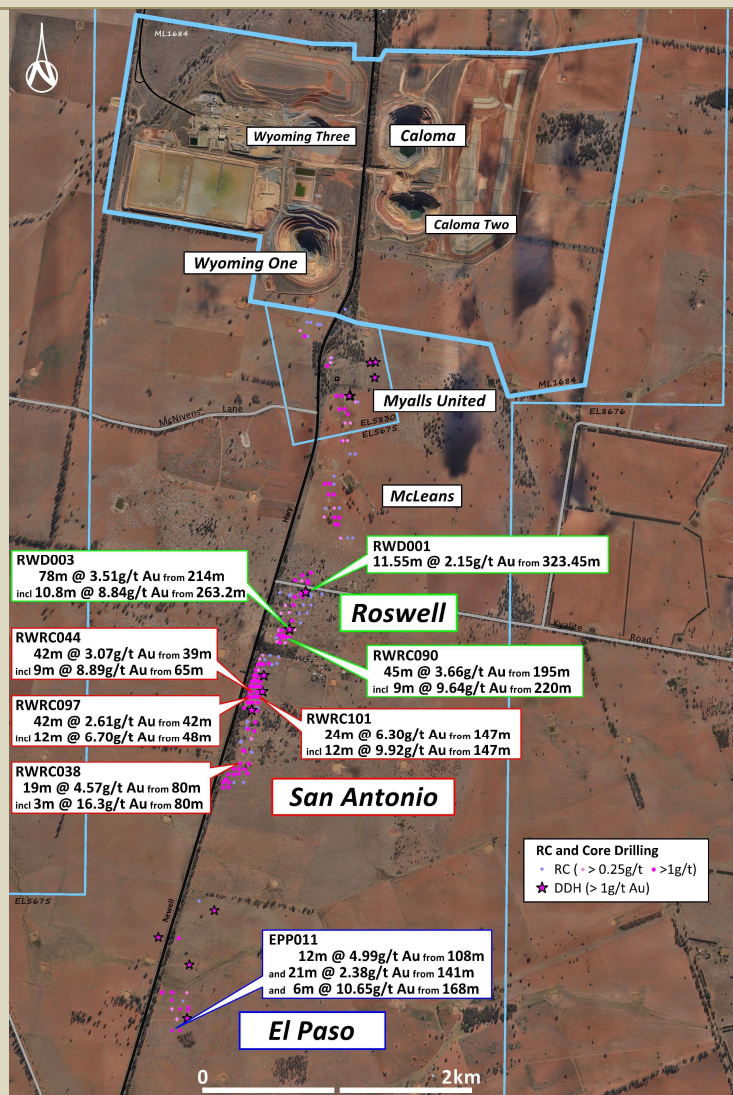 N
ML1684
Wyoming Three
Caloma
Caloma Two
Wyoming One
ML1684
Myalls United
EL8676
McNivens Lane
EL5830
EL5675
McLeans
Hwy
RWD003
78m @ 3.51g/t Au from 214m
incl 10.8m @ 8.84g/t Au from 263.2m
RWD001
11.55m @ 2.15g/t Au from 323.45m
Roswell
Kyalite Road
RWRC044
42m @ 3.07g/t Au from 39m
incl 9m @ 8.89g/t Au from 65m
RWRC090
45m @ 3.66g/t Au from 195m
incl 9m @ 9.64g/t Au from 220m
RWRC097
42m @ 2.61g/t Au from 42m
incl 12m @ 6.70g/t Au from 48m
RWRC101
24m @ 6.30g/t Au from 147m
incl 12m @ 9.92g/t Au from 147m
RWRC038
19m @ 4.57g/t Au from 80m
incl 3m @ 16.3g/t Au from 80m
San Antonio
RC and Core Drilling
RC ( > 0.25g/t >1g/t)
DDH (> 1g/t Au)
EL5675
Newell
EPP011
12m @ 4.99g/t Au from 108m
and 21m @ 2.38g/t Au from 141m
and 6m @ 10.65g/t Au from 168m
El Paso
0 2km